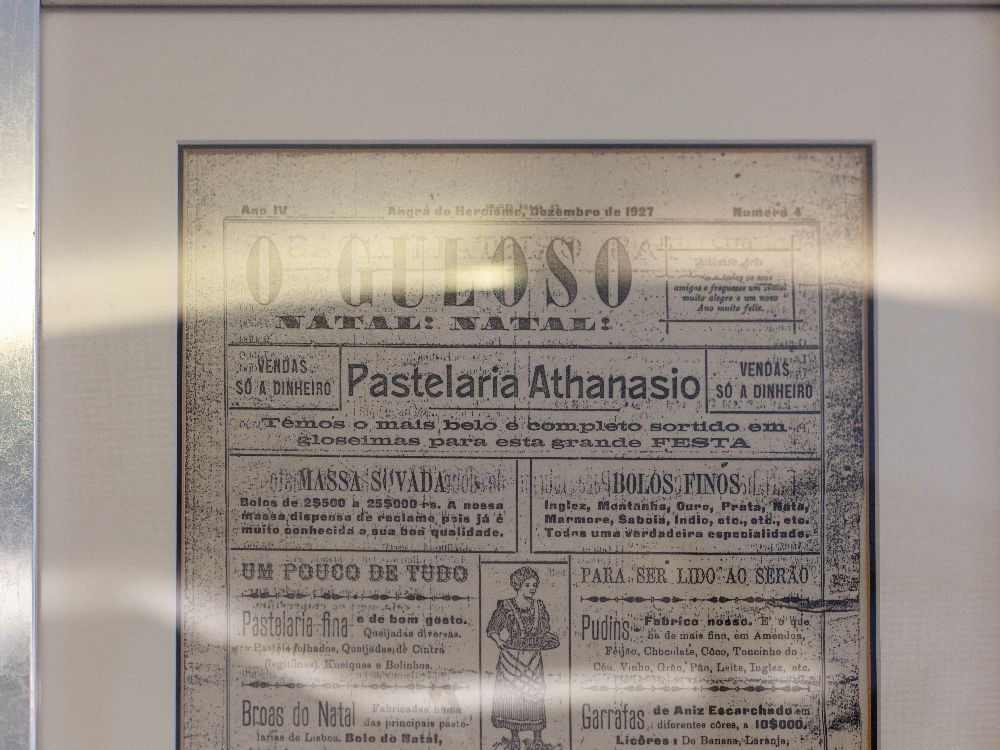 Ano IV
Angra do Heroismo, Dezembro de 1927
Numero 4
O GULOSO
NATAL! NATAL!
a todos os seus
amigos e freguezes um Natal
muito alegre e um novo
Ano muito feliz.
VENDAS
SÓ A DINHEIRO
Pastelaria Athanasio
VENDAS
SÓ A DINHEIRO
Têmos o mais belo e completo sortido em
gloseimas para esta grande FESTA
MASSA SUVADA
Bolos de 2$500 a 25$000 rs. A nossa
massa dispensa de reclame pois já é
muito conhecida a sua boa qualidade.
BOLOS FINOS
Inglez, Montanha, Ouro, Prata, Nata,
Marmore, Saboia, Indio, etc., etc., etc.
Todos uma verdadeira especialidade.
UM POUCO DE TUDO
Pastelaria fina e de bom gosto.
Queijadas diversas.
Pasteis folhados, Queijadas de Cintra
(legitimas). Kueiques e Bolinhos.
Broas do Natal Fabricadas numa
das principais paste-
larias de Lisboa. Bolo do Natal,
PARA SER LIDO AO SERÃO
Pudins. Fabrico nosso. E' o que
ha de mais fino, em Amendoa,
Feijão, Chocolate, Côco, Toucinho do
Céu, Vinho, Grão, Pão, Leite, Inglez, etc.
Garrafas de Aniz Escarchado em
diferentes côres, a 10$000.
Licôres: De Banana, Laranja,